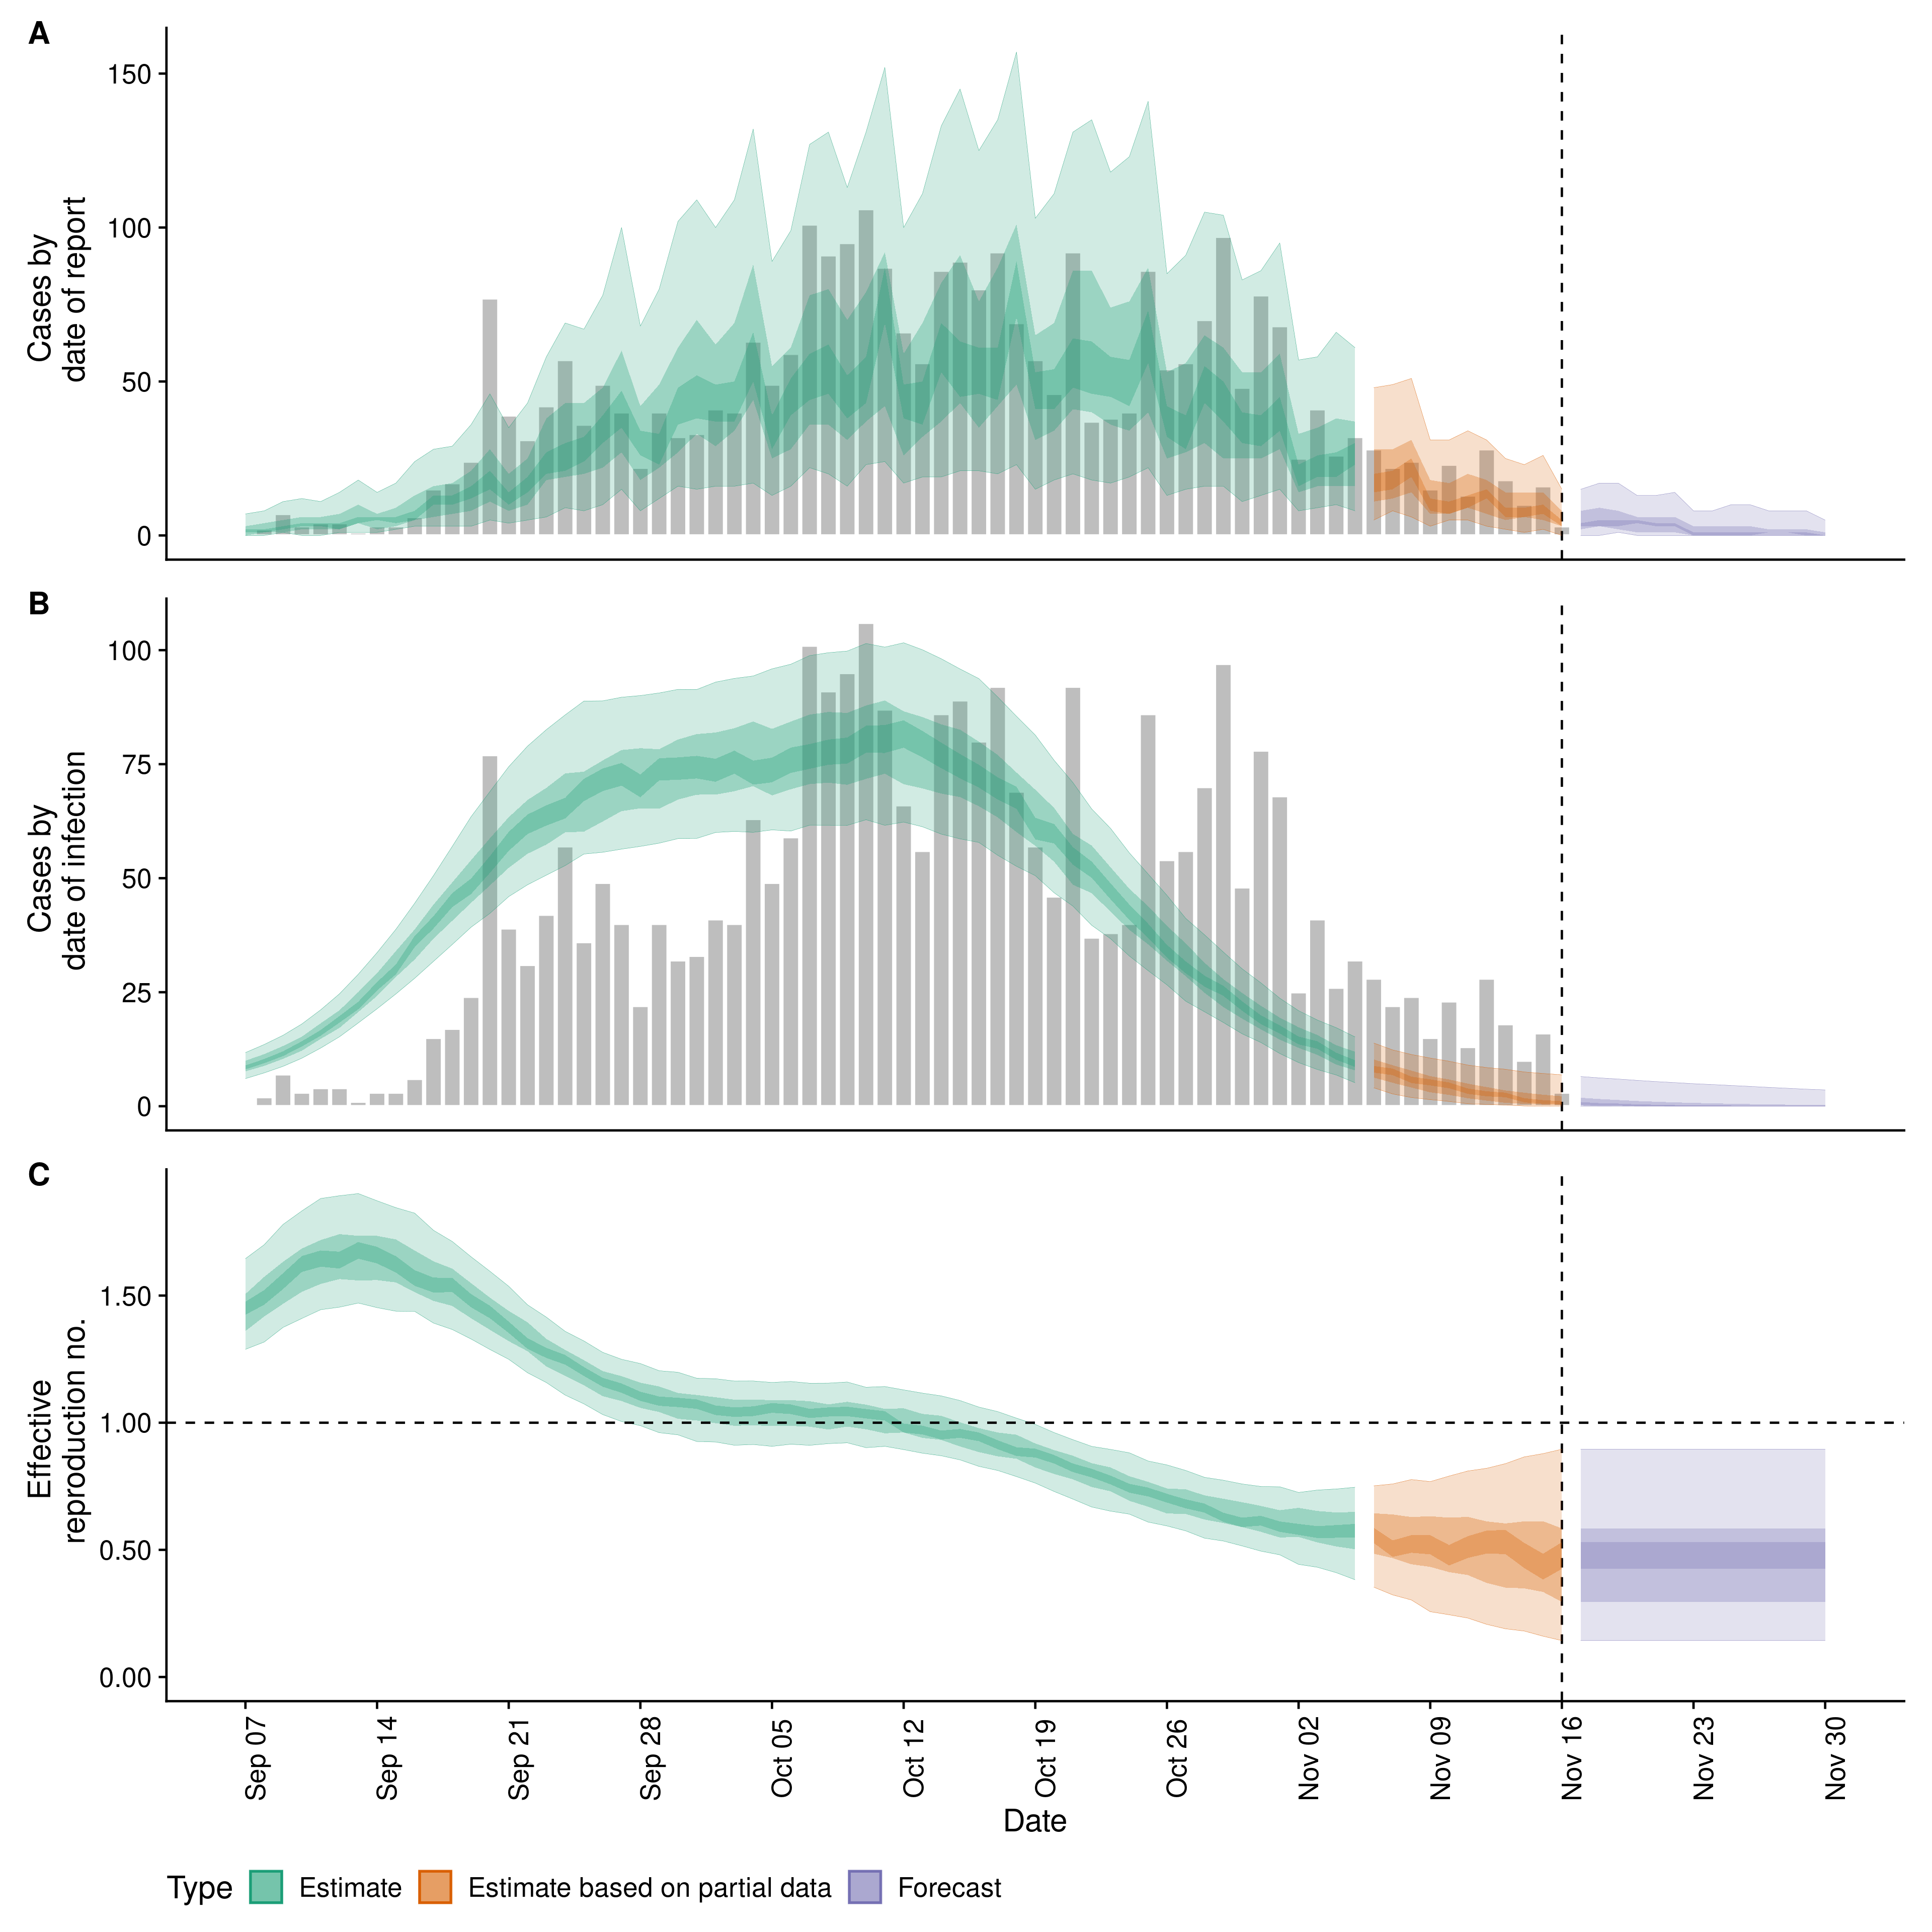 A
Cases by
date of report
150
100
50
0
B
Cases by
date of infection
100
75
50
25
0
C
Effective
reproduction no.
1.50
1.00
0.50
0.00
Sep 07
Sep 14
Sep 21
Sep 28
Oct 05
Oct 12
Oct 19
Oct 26
Nov 02
Nov 09
Nov 16
Nov 23
Nov 30
Date
Type Estimate Estimate based on partial data Forecast